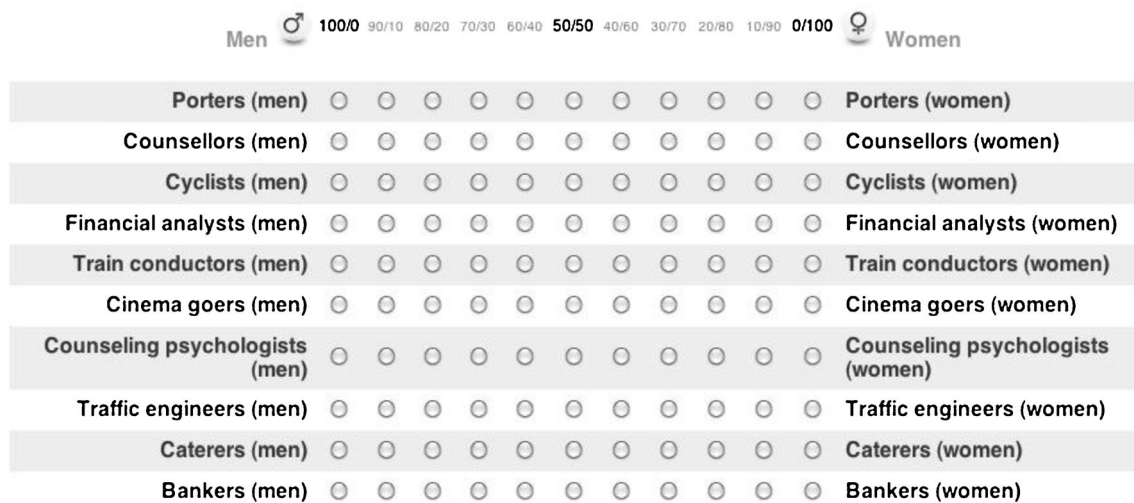 Men ♂ 100/0 90/10 80/20 70/30 60/40 50/50 40/60 30/70 20/80 10/90 0/100 ♀ Women
Porters (men) Porters (women)
Counsellors (men) Counsellors (women)
Cyclists (men) Cyclists (women)
Financial analysts (men) Financial analysts (women)
Train conductors (men) Train conductors (women)
Cinema goers (men) Cinema goers (women)
Counseling psychologists (men) Counseling psychologists (women)
Traffic engineers (men) Traffic engineers (women)
Caterers (men) Caterers (women)
Bankers (men) Bankers (women)